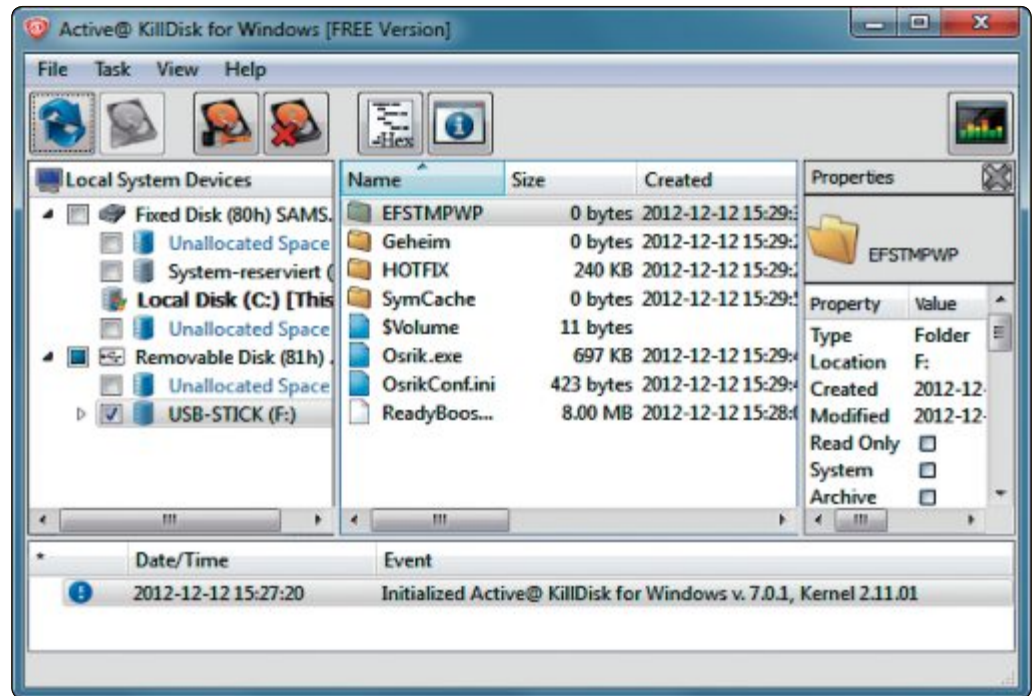 Active@ KillDisk for Windows [FREE Version]
File Task View Help
Hex
Local System Devices
Fixed Disk (80h) SAMS.
Unallocated Space
System-reserviert (
Local Disk (C:) [This
Unallocated Space
Removable Disk (81h) .
Unallocated Space
USB-STICK (F:)
Name Size Created
EFSTMPWP 0 bytes 2012-12-12 15:29:
Geheim 0 bytes 2012-12-12 15:29:
HOTFIX 240 KB 2012-12-12 15:29:
SymCache 0 bytes 2012-12-12 15:29:
$Volume 11 bytes
Osrik.exe 697 KB 2012-12-12 15:29:
OsrikConf.ini 423 bytes 2012-12-12 15:29:
ReadyBoos... 8.00 MB 2012-12-12 15:28:
Properties
EFSTMPWP
Property Value
Type Folder
Location F:
Created 2012-12-
Modified 2012-12-
Read Only
System
Archive
* Date/Time Event
2012-12-12 15:27:20 Initialized Active@ KillDisk for Windows v. 7.0.1, Kernel 2.11.01